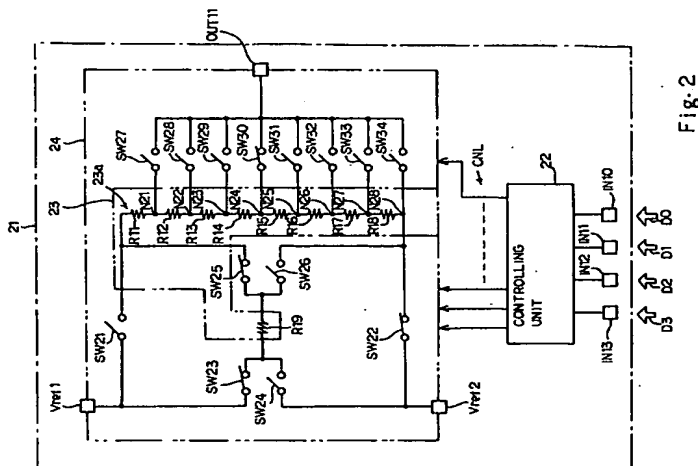 21
24
23
23a
Vref1
OUT11
SW21
SW27
SW28
SW29
SW30
SW31
SW32
SW33
SW34
R11
N21
R12
N22
R13
N23
R14
N24
R15
N25
R16
N26
R17
N27
R18
N28
SW25
SW26
R19
SW23
SW24
SW22
Vref2
CNL
CONTROLLING
UNIT
22
IN13
IN12
IN11
IN10
D3
D2
D1
D0
Fig. 2